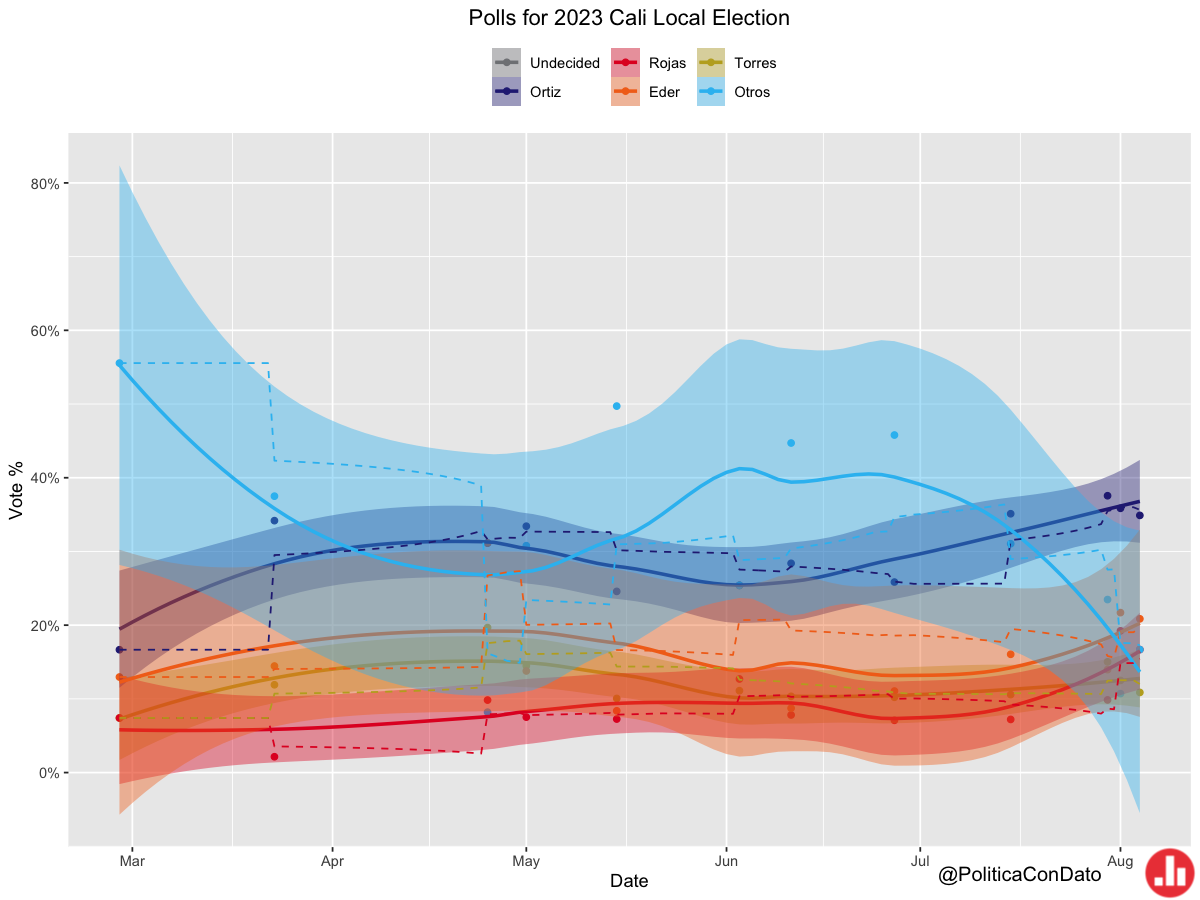 Polls for 2023 Cali Local Election
Undecided Rojas Torres
Ortiz Eder Otros
80%
60%
40%
20%
0%
Vote %
Mar Apr May Jun Jul Aug
Date
@PoliticaConDato